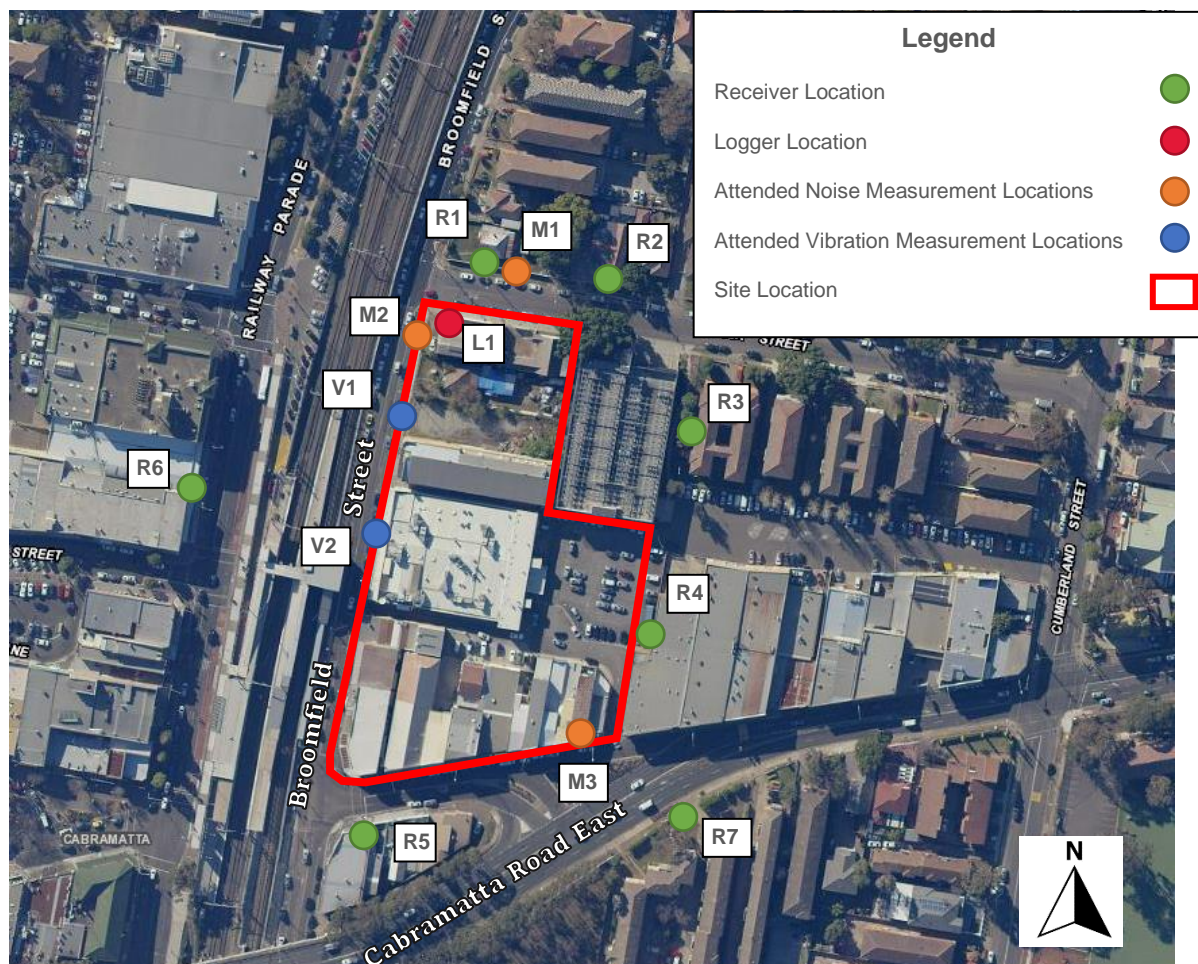 Legend
Receiver Location
Logger Location
Attended Noise Measurement Locations
Attended Vibration Measurement Locations
Site Location
BROOMFIELD S
RAILWAY PARADE
R1
M1
R2
M2
L1
STREET
V1
R3
R6
Street
V2
STREET
CUMBERLAND STREET
R4
NE
Broomfield
M3
CABRAMATTA
R5
R7
Cabramatta Road East
N